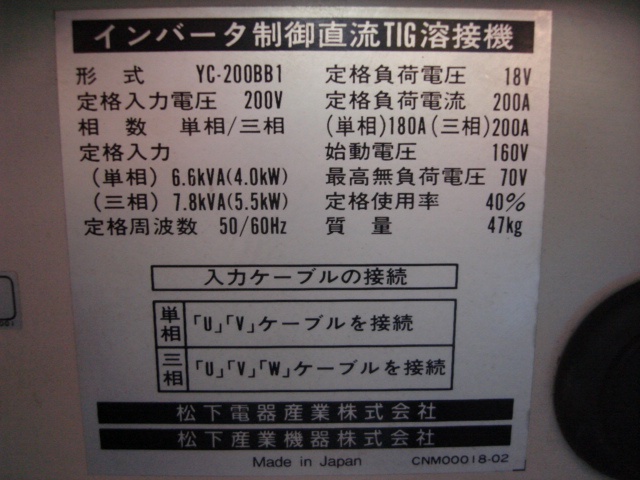 インバータ制御直流TIG溶接機
形 式 YC-200BB1
定格入力電圧 200V
相 数 単相/三相
定格入力
(単相) 6.6kVA(4.0kW)
(三相) 7.8kVA(5.5kW)
定格周波数 50/60Hz
定格負荷電圧 18V
定格負荷電流 200A
(単相)180A(三相)200A
始動電圧 160V
最高無負荷電圧 70V
定格使用率 40%
質 量 47kg
入力ケーブルの接続
単相 「U」「V」ケーブルを接続
三相 「U」「V」「W」ケーブルを接続
松下電器産業株式会社
松下産業機器株式会社
Made in Japan CNM00018-02